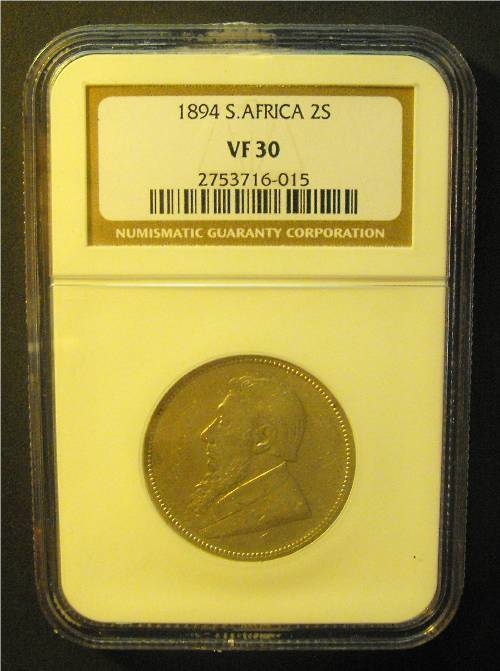 1894 S.AFRICA 2S
VF 30
2753716-015
NUMISMATIC GUARANTY CORPORATION